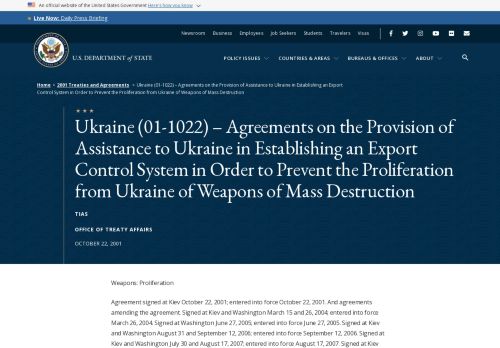 An official website of the United States Government Here's how you know
Live Now: Daily Press Briefing
Newsroom Business Employees Job Seekers Students Travelers Visas
U.S. DEPARTMENT of STATE
POLICY ISSUES COUNTRIES & AREAS BUREAUS & OFFICES ABOUT
Home > 2001 Treaties and Agreements > Ukraine (01-1022) – Agreements on the Provision of Assistance to Ukraine in Establishing an Export
Control System in Order to Prevent the Proliferation from Ukraine of Weapons of Mass Destruction
Ukraine (01-1022) – Agreements on the Provision of
Assistance to Ukraine in Establishing an Export
Control System in Order to Prevent the Proliferation
from Ukraine of Weapons of Mass Destruction
TIAS
OFFICE OF TREATY AFFAIRS
OCTOBER 22, 2001
Weapons: Proliferation
Agreement signed at Kiev October 22, 2001; entered into force October 22, 2001. And agreements
amending the agreement. Signed at Kiev and Washington March 15 and 26, 2004; entered into force
March 26, 2004. Signed at Washington June 27, 2005; entered into force June 27, 2005. Signed at Kiev
and Washington August 31 and September 12, 2006; entered into force September 12, 2006. Signed at
Kiev and Washington July 30 and August 17, 2007; entered into force August 17, 2007. Signed at Kiev